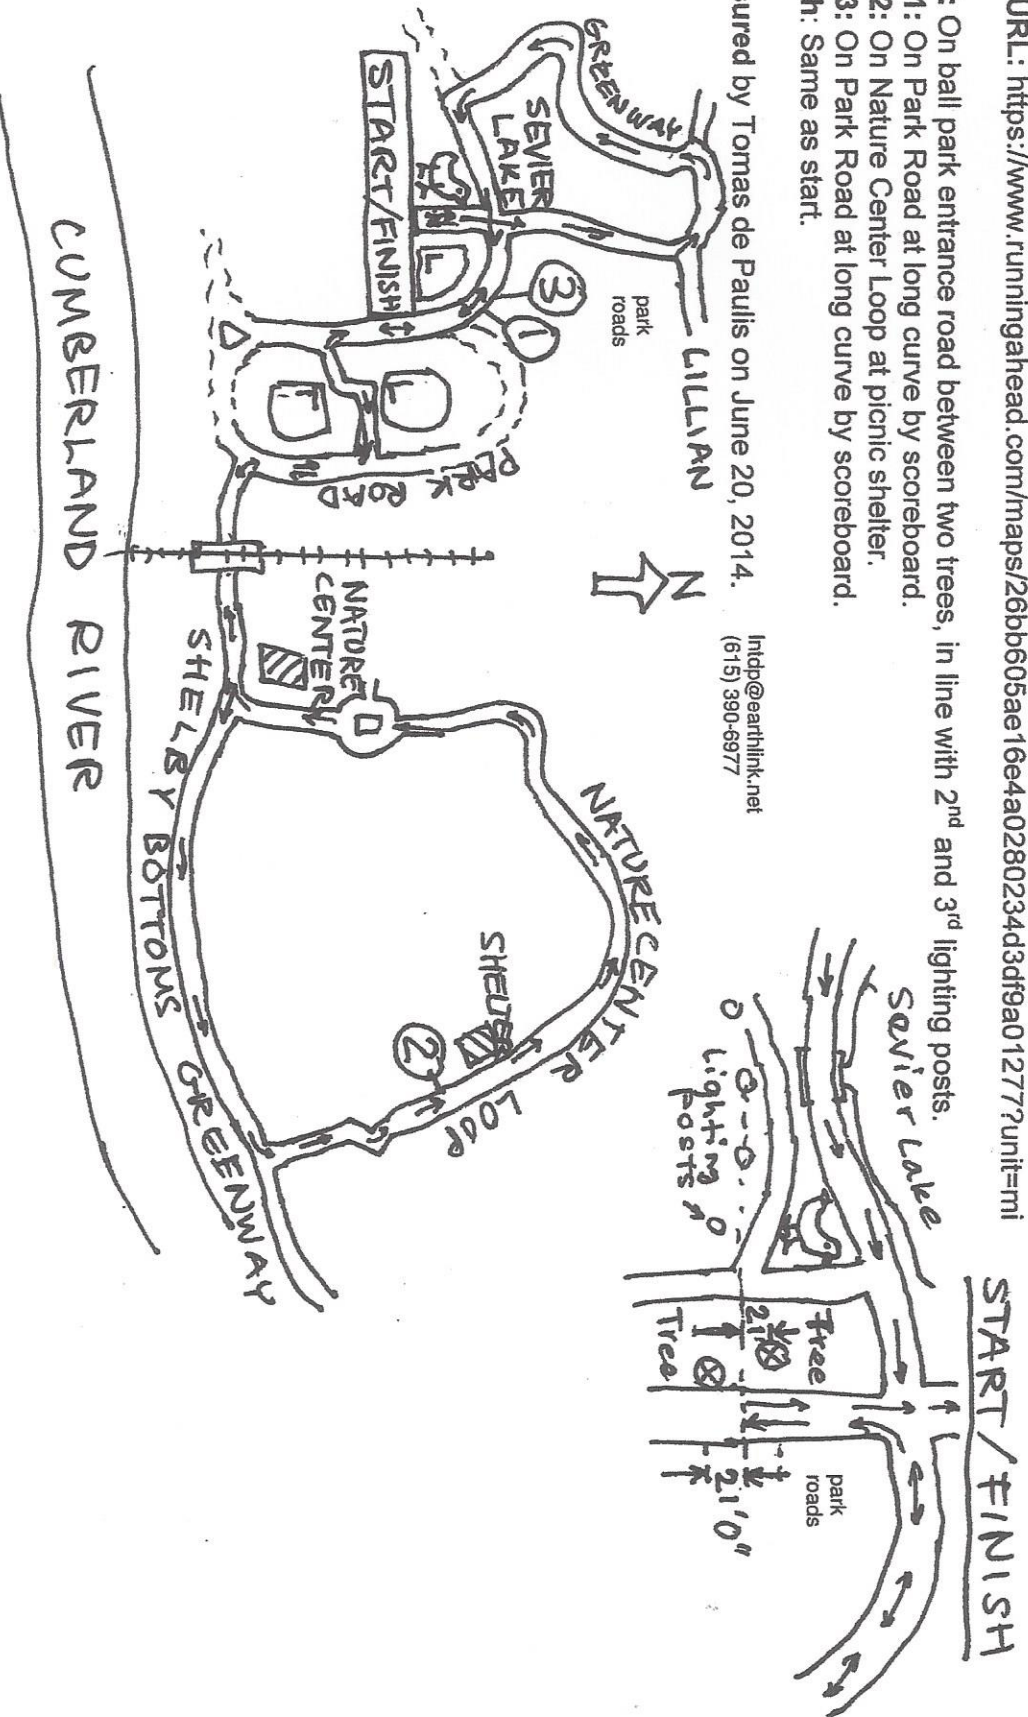 URL: https://www.runningahead.com/maps/26bb605ae16e4a0280234d3df9a01277?unit=mi
: On ball park entrance road between two trees, in line with 2nd and 3rd lighting posts.
1: On Park Road at long curve by scoreboard.
2: On Nature Center Loop at picnic shelter.
3: On Park Road at long curve by scoreboard.
h: Same as start.
ured by Tomas de Paulis on June 20, 2014.
lntdp@earthlink.net
(615) 390-6977
N
GREENWAY
LILLIAN
SEVIER
LAKE
START/FINISH
park
roads
3
1
PARK
ROAD
NATURE
CENTER
NATURE CENTER
LOOP
SHELTER
2
SHELBY BOTTOMS GREENWAY
CUMBERLAND RIVER
START/FINISH
Sevier Lake
Lighting
posts
Tree
21'
Tree
21'0"
park
roads